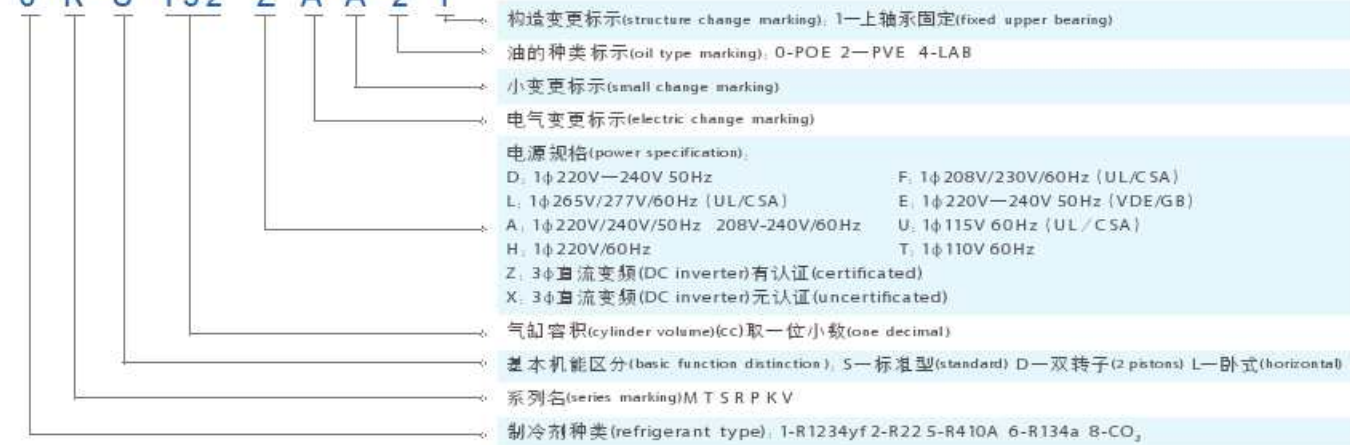 Z A A 2 1
构造变更标示(structure change marking): 1—上轴承固定(fixed upper bearing)
油的种类标示(oil type marking): 0-POE 2—PVE 4-LAB
小变更标示(small change marking)
电气变更标示(electric change marking)
电源规格(power specification):
D: 1ϕ220V—240V 50Hz F: 1ϕ208V/230V/60Hz (UL/CSA)
L: 1ϕ265V/277V/60Hz (UL/CSA) E: 1ϕ220V—240V 50Hz (VDE/GB)
A: 1ϕ220V/240V/50Hz 208V-240V/60Hz U: 1ϕ115V 60Hz (UL/CSA)
H: 1ϕ220V/60Hz T: 1ϕ110V 60Hz
Z: 3ϕ直流变频(DC inverter)有认证(certificated)
X: 3ϕ直流变频(DC inverter)无认证(uncertificated)
气缸容积(cylinder volume)(cc)取一位小数(one decimal)
基本机能区分(basic function distinction): S—标准型(standard) D—双转子(2 pistons) L—卧式(horizontal)
系列名(series marking)M T S R P K V
制冷剂种类(refrigerant type): 1-R1234yf 2-R22 5-R410A 6-R134a 8-CO₂